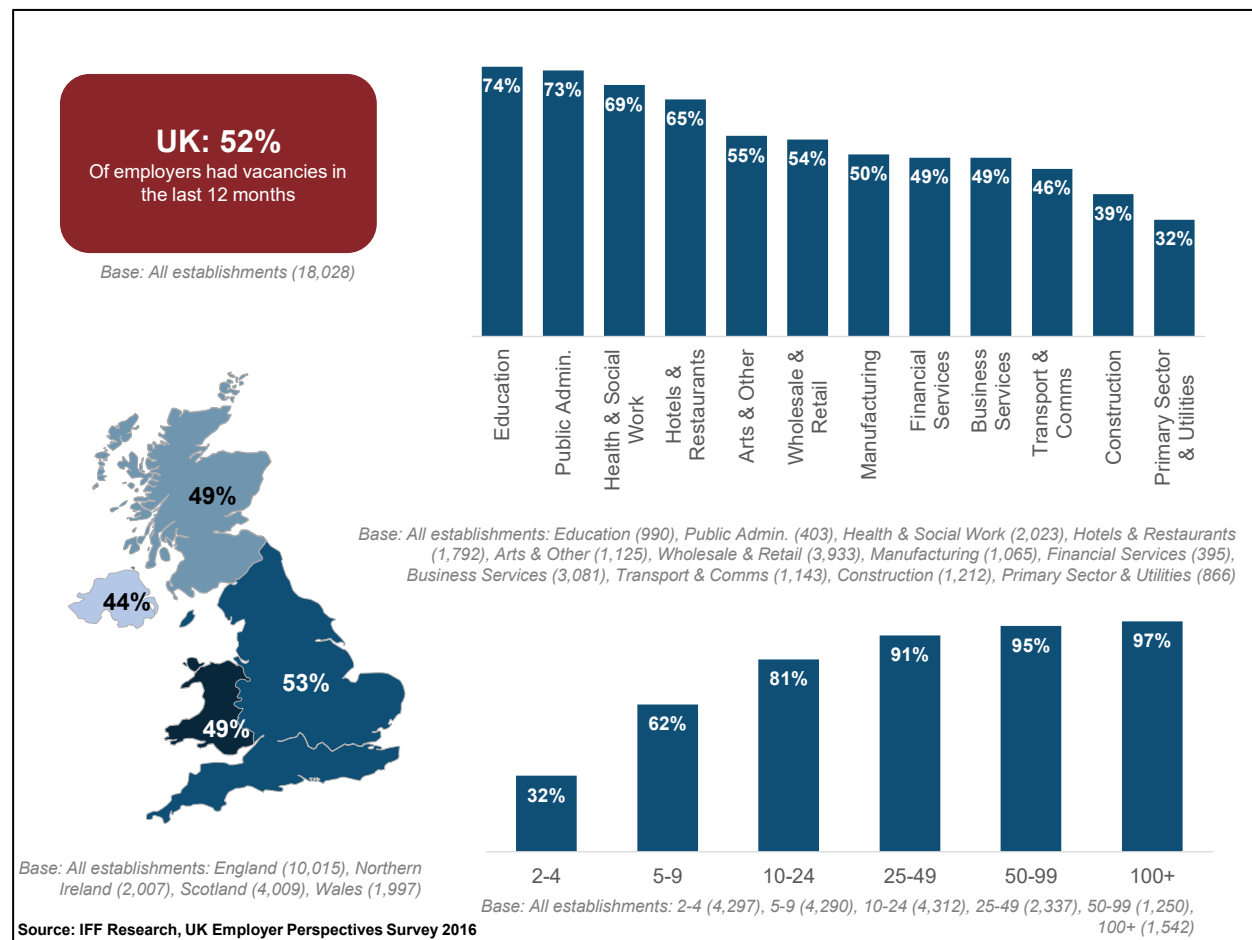 UK: 52%
Of employers had vacancies in
the last 12 months
Base: All establishments (18,028)
74%
73%
69%
65%
55%
54%
50%
49%
49%
46%
39%
32%
Education
Public Admin.
Health & Social
Work
Hotels &
Restaurants
Arts & Other
Wholesale &
Retail
Manufacturing
Financial
Services
Business
Services
Transport &
Comms
Construction
Primary Sector
& Utilities
Base: All establishments: Education (990), Public Admin. (403), Health & Social Work (2,023), Hotels & Restaurants
(1,792), Arts & Other (1,125), Wholesale & Retail (3,933), Manufacturing (1,065), Financial Services (395),
Business Services (3,081), Transport & Comms (1,143), Construction (1,212), Primary Sector & Utilities (866)
49%
44%
53%
49%
Base: All establishments: England (10,015), Northern
Ireland (2,007), Scotland (4,009), Wales (1,997)
32%
62%
81%
91%
95%
97%
2-4
5-9
10-24
25-49
50-99
100+
Base: All establishments: 2-4 (4,297), 5-9 (4,290), 10-24 (4,312), 25-49 (2,337), 50-99 (1,250),
100+ (1,542)
Source: IFF Research, UK Employer Perspectives Survey 2016